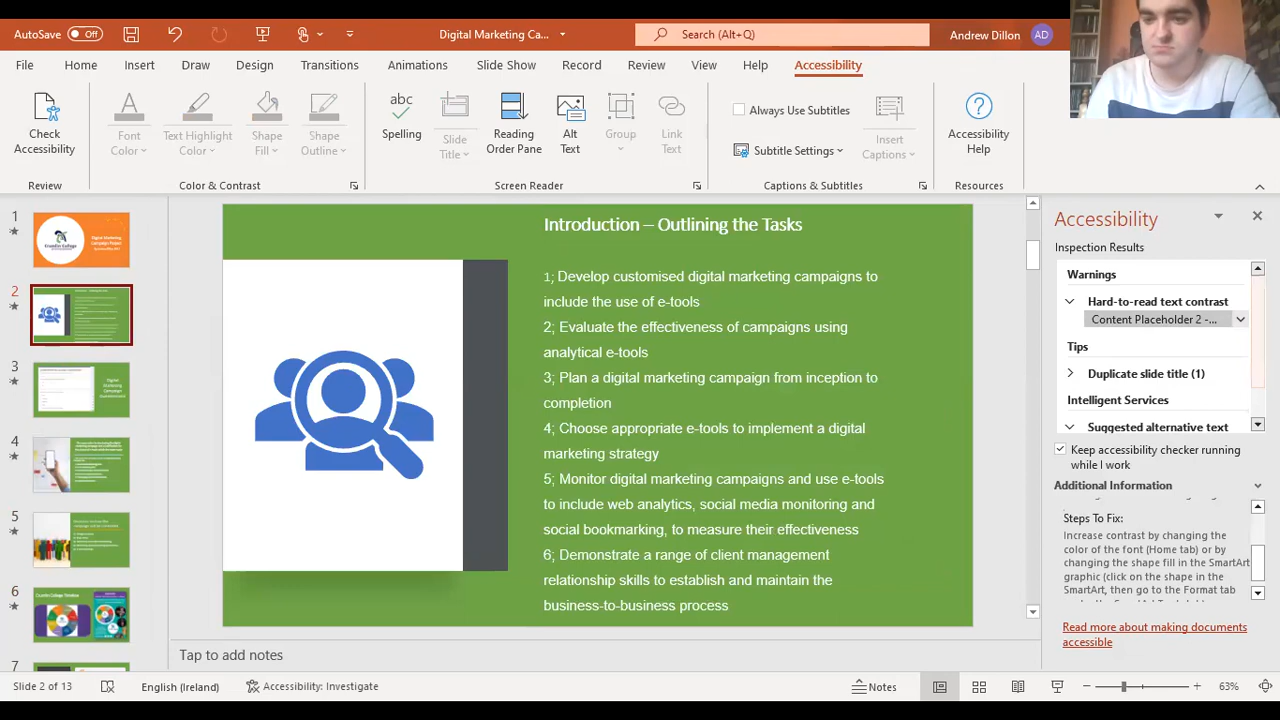 AutoSave Off
Digital Marketing Ca...
Search (Alt+Q)
Andrew Dillon AD
File Home Insert Draw Design Transitions Animations Slide Show Record Review View Help Accessibility
Check Accessibility
Font Color
Text Highlight Color
Shape Fill
Shape Outline
abc
Spelling
Slide Title
Reading Order Pane
Alt Text
Group
Link Text
Always Use Subtitles
Subtitle Settings
Insert Captions
Accessibility Help
Review
Color & Contrast
Screen Reader
Captions & Subtitles
Resources
1
2
3
4
5
6
Crumlin College Timeline
7
Introduction – Outlining the Tasks
1; Develop customised digital marketing campaigns to
include the use of e-tools
2; Evaluate the effectiveness of campaigns using
analytical e-tools
3; Plan a digital marketing campaign from inception to
completion
4; Choose appropriate e-tools to implement a digital
marketing strategy
5; Monitor digital marketing campaigns and use e-tools
to include web analytics, social media monitoring and
social bookmarking, to measure their effectiveness
6; Demonstrate a range of client management
relationship skills to establish and maintain the
business-to-business process
Accessibility
Inspection Results
Warnings
Hard-to-read text contrast
Content Placeholder 2 -...
Tips
Duplicate slide title (1)
Intelligent Services
Suggested alternative text
Keep accessibility checker running
while I work
Additional Information
Steps To Fix:
Increase contrast by changing the
color of the font (Home tab) or by
changing the shape fill in the SmartArt
graphic (click on the shape in the
SmartArt, then go to the Format tab
Read more about making documents
accessible
Tap to add notes
Slide 2 of 13
English (Ireland)
Accessibility: Investigate
Notes
63%